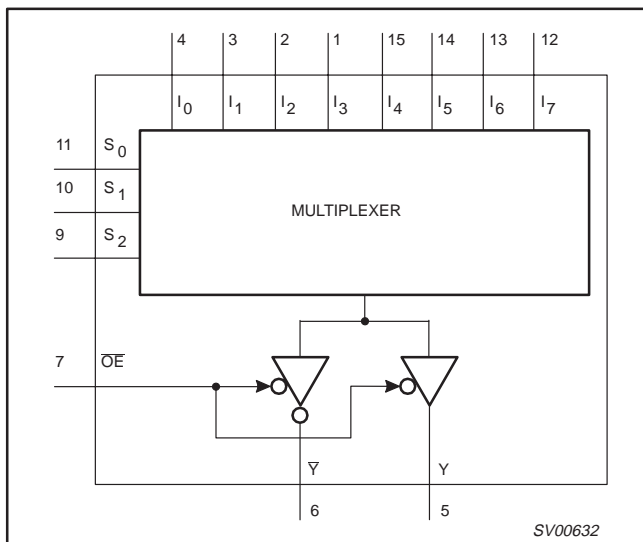 4 3 2 1 15 14 13 12
I0 I1 I2 I3 I4 I5 I6 I7
11 S0
10 S1
MULTIPLEXER
9 S2
7 O̅E̅
Y̅ Y
6 5
SV00632